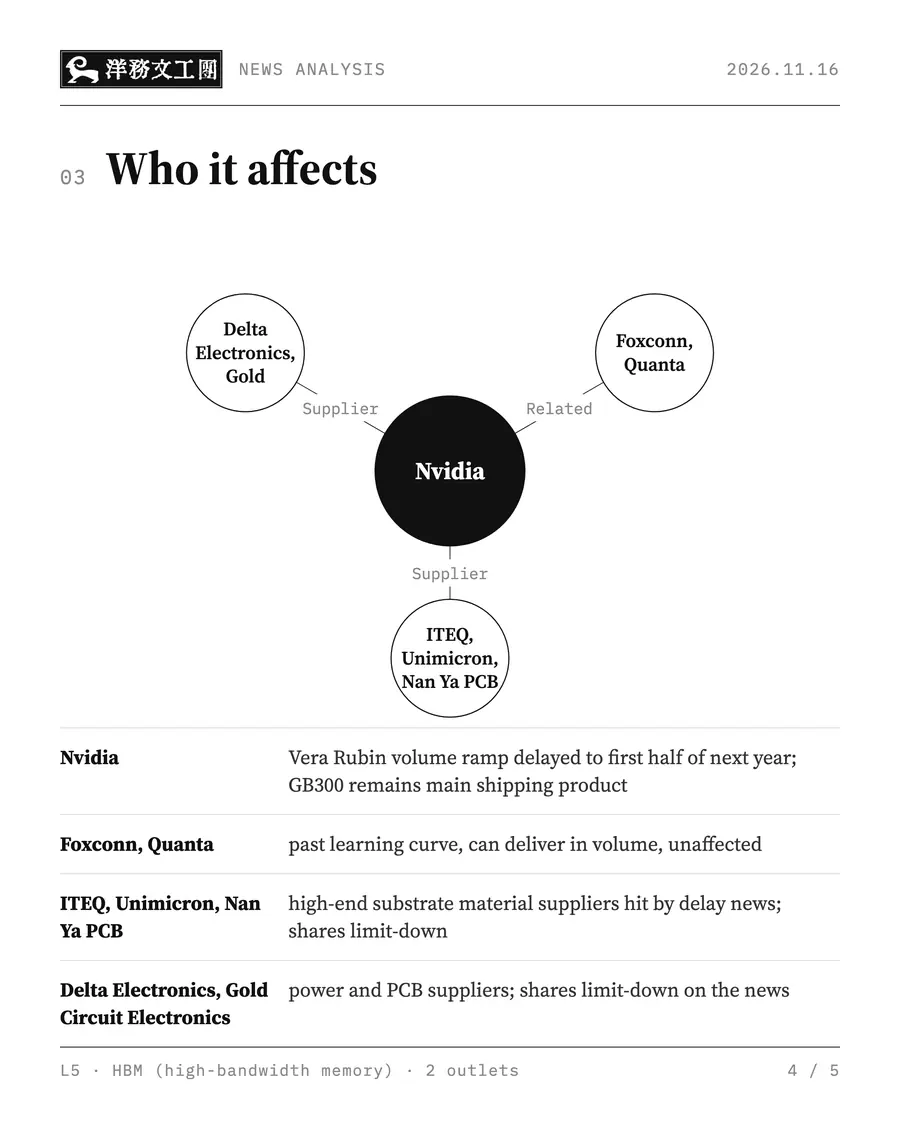 洋務文工團 NEWS ANALYSIS 2026.11.16
03 Who it affects
Delta
Electronics,
Gold
Foxconn,
Quanta
Supplier
Related
Nvidia
Supplier
ITEQ,
Unimicron,
Nan Ya PCB
Nvidia
Vera Rubin volume ramp delayed to first half of next year;
GB300 remains main shipping product
Foxconn, Quanta
past learning curve, can deliver in volume, unaffected
ITEQ, Unimicron, Nan
Ya PCB
high-end substrate material suppliers hit by delay news;
shares limit-down
Delta Electronics, Gold
Circuit Electronics
power and PCB suppliers; shares limit-down on the news
L5 · HBM (high-bandwidth memory) · 2 outlets
4 / 5